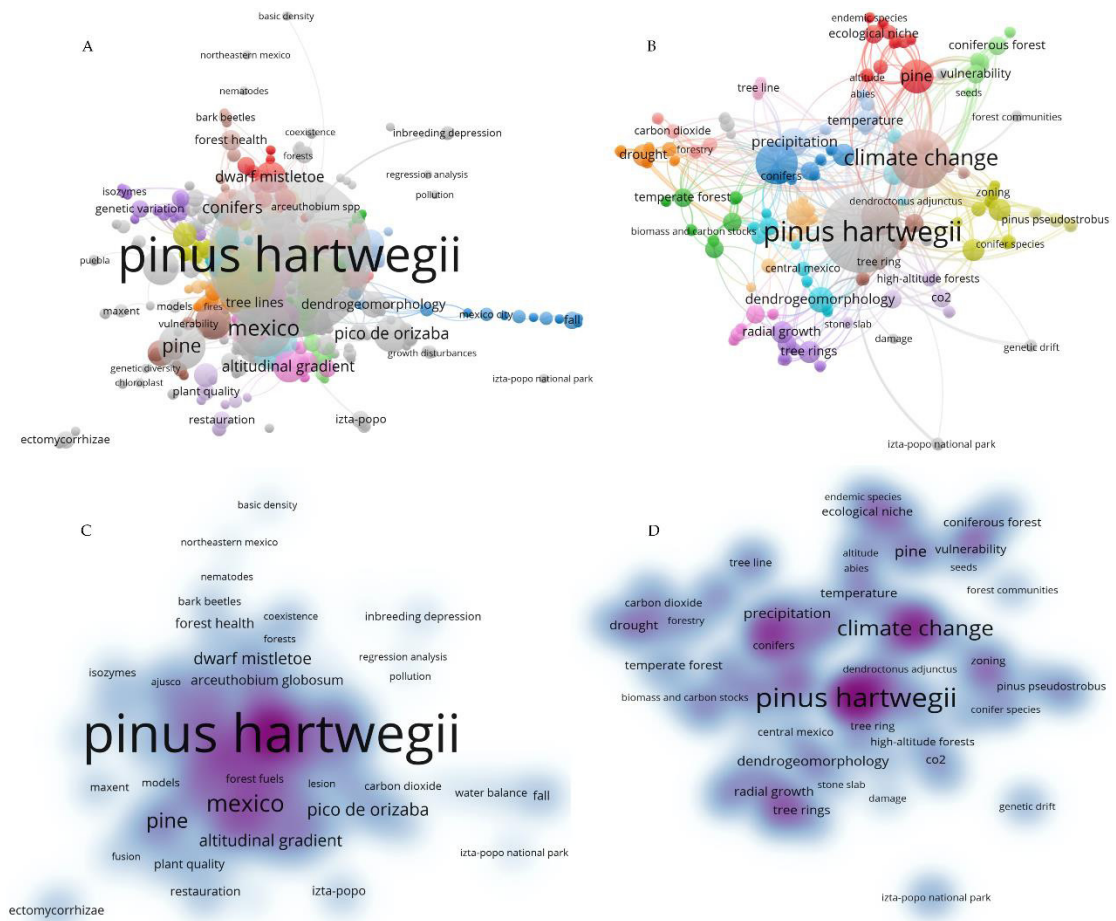 A
basic density
northeastern mexico
nematodes
bark beetles
forest health
coexistence
inbreeding depression
forests
dwarf mistletoe
regression analysis
isozymes
pollution
genetic variation
conifers
arceuthobium spp
pinus hartwegii
puebla
tree lines
dendrogeomorphology
maxent
models
fires
mexico city
fall
vulnerability
mexico
pico de orizaba
pine
growth disturbances
genetic diversity
altitudinal gradient
chloroplast
izta-popo national park
plant quality
restauration
izta-popo
ectomycorrhizae
B
endemic species
ecological niche
coniferous forest
pine
vulnerability
altitude
tree line
abies
seeds
temperature
forest communities
carbon dioxide
precipitation
drought
forestry
climate change
conifers
zoning
temperate forest
dendroctonus adjunctus
pinus pseudostrobus
biomass and carbon stocks
pinus hartwegii
conifer species
tree ring
central mexico
high-altitude forests
dendrogeomorphology
co2
stone slab
radial growth
damage
genetic drift
tree rings
izta-popo national park
C
basic density
northeastern mexico
nematodes
bark beetles
forest health
coexistence
inbreeding depression
forests
dwarf mistletoe
regression analysis
isozymes
ajusco
arceuthobium globosum
pollution
pinus hartwegii
maxent
models
forest fuels
lesion
carbon dioxide
water balance
fall
mexico
pico de orizaba
pine
altitudinal gradient
fusion
plant quality
izta-popo national park
restauration
izta-popo
ectomycorrhizae
D
endemic species
ecological niche
coniferous forest
pine
vulnerability
altitude
tree line
abies
seeds
temperature
forest communities
carbon dioxide
precipitation
drought
forestry
climate change
conifers
zoning
temperate forest
dendroctonus adjunctus
pinus pseudostrobus
biomass and carbon stocks
pinus hartwegii
conifer species
tree ring
central mexico
high-altitude forests
dendrogeomorphology
co2
stone slab
radial growth
damage
genetic drift
tree rings
izta-popo national park